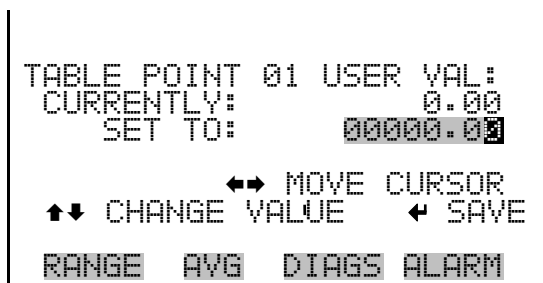 TABLE POINT 01 USER VAL:
CURRENTLY: 0.00
SET TO: 00000.00
⬅➡ MOVE CURSOR
⬆⬇ CHANGE VALUE ↵ SAVE
RANGE AVG DIAGS ALARM